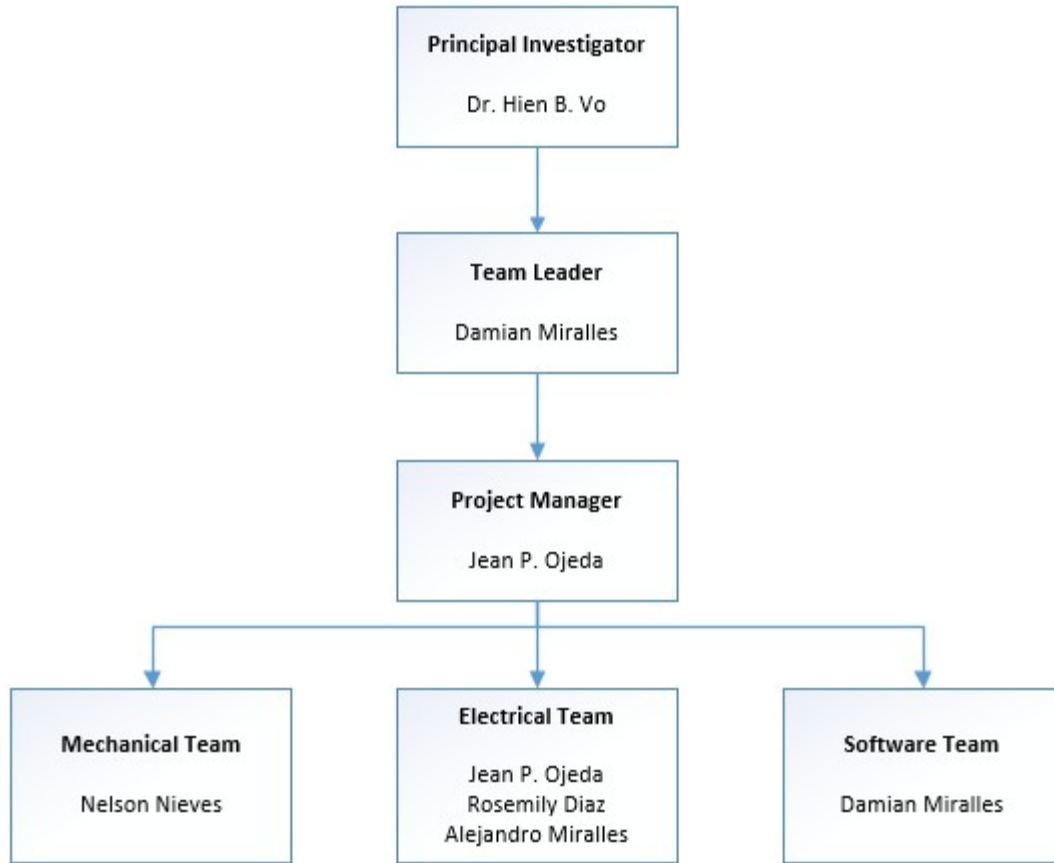 Principal Investigator
Dr. Hien B. Vo
Team Leader
Damian Miralles
Project Manager
Jean P. Ojeda
Mechanical Team
Nelson Nieves
Electrical Team
Jean P. Ojeda
Rosemily Diaz
Alejandro Miralles
Software Team
Damian Miralles